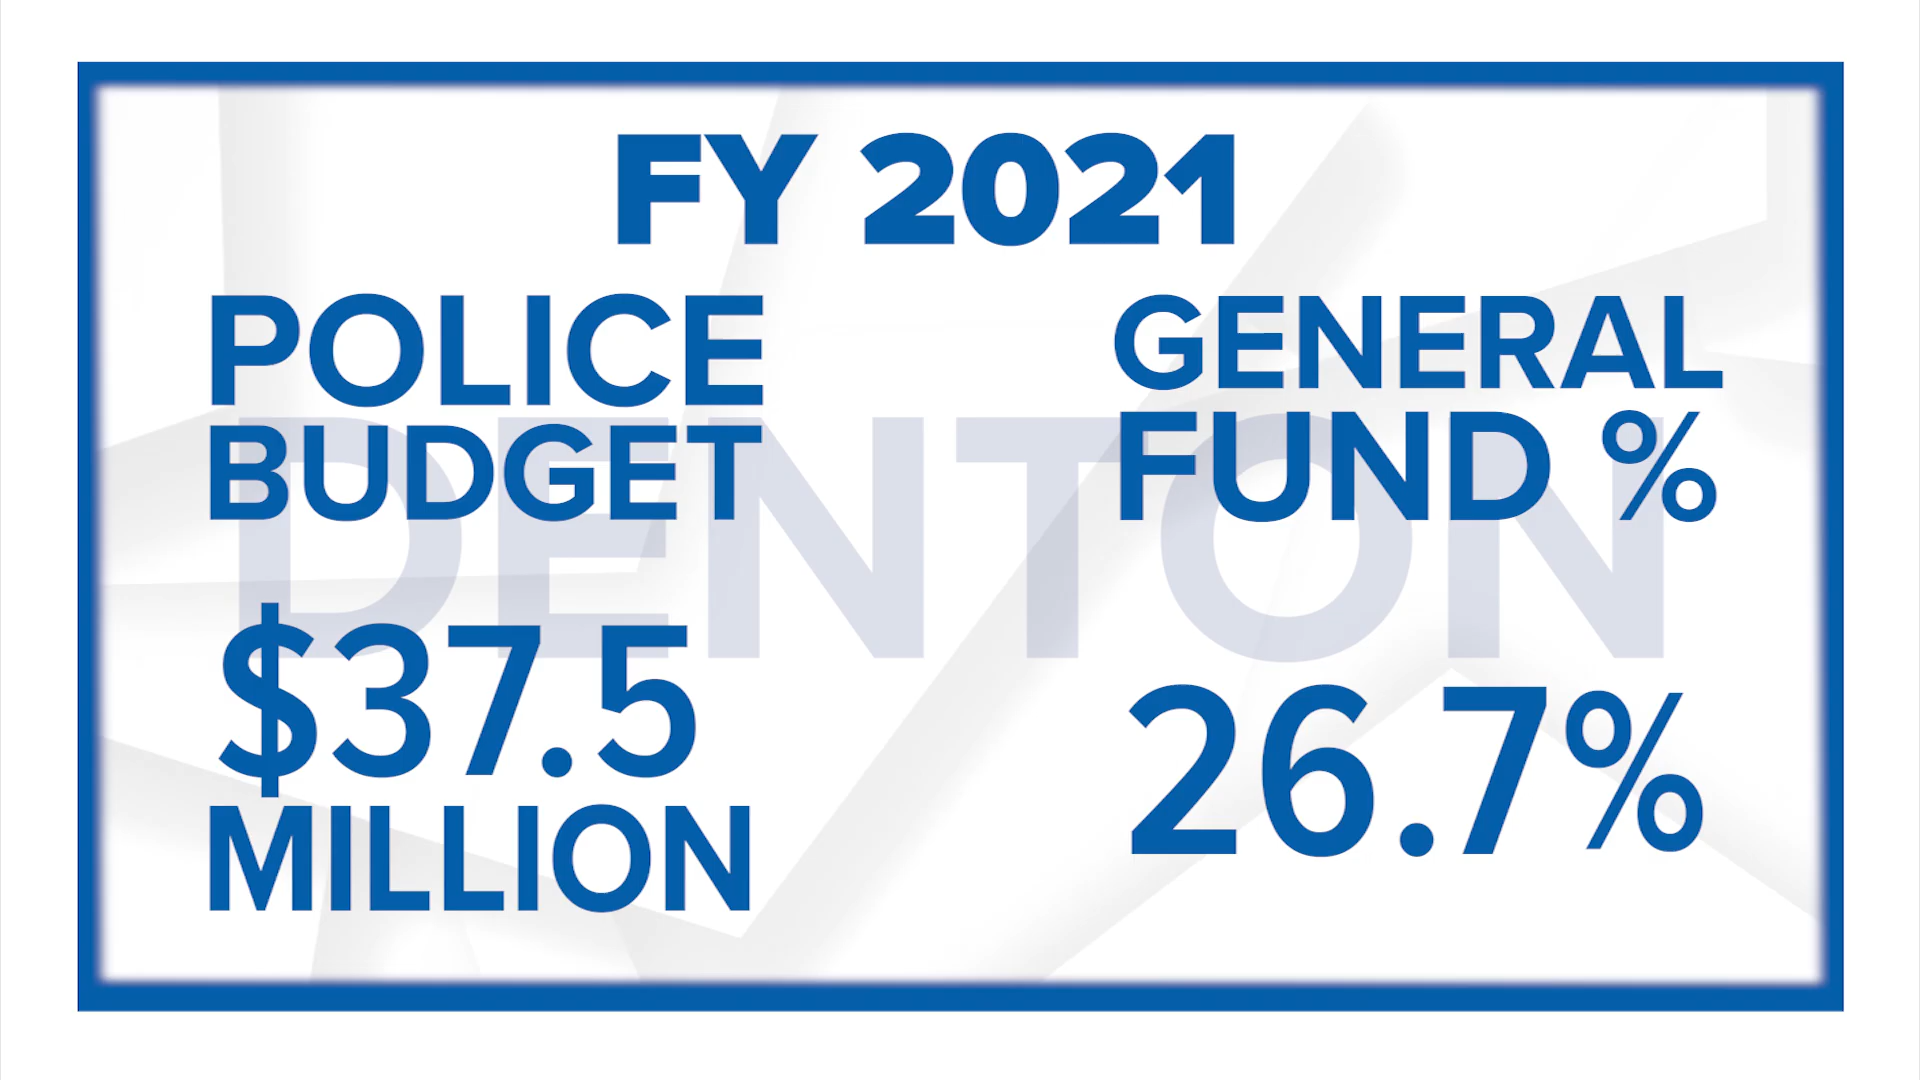 FY 2021
POLICE
BUDGET
$37.5
MILLION
GENERAL
FUND %
26.7%
DENTON